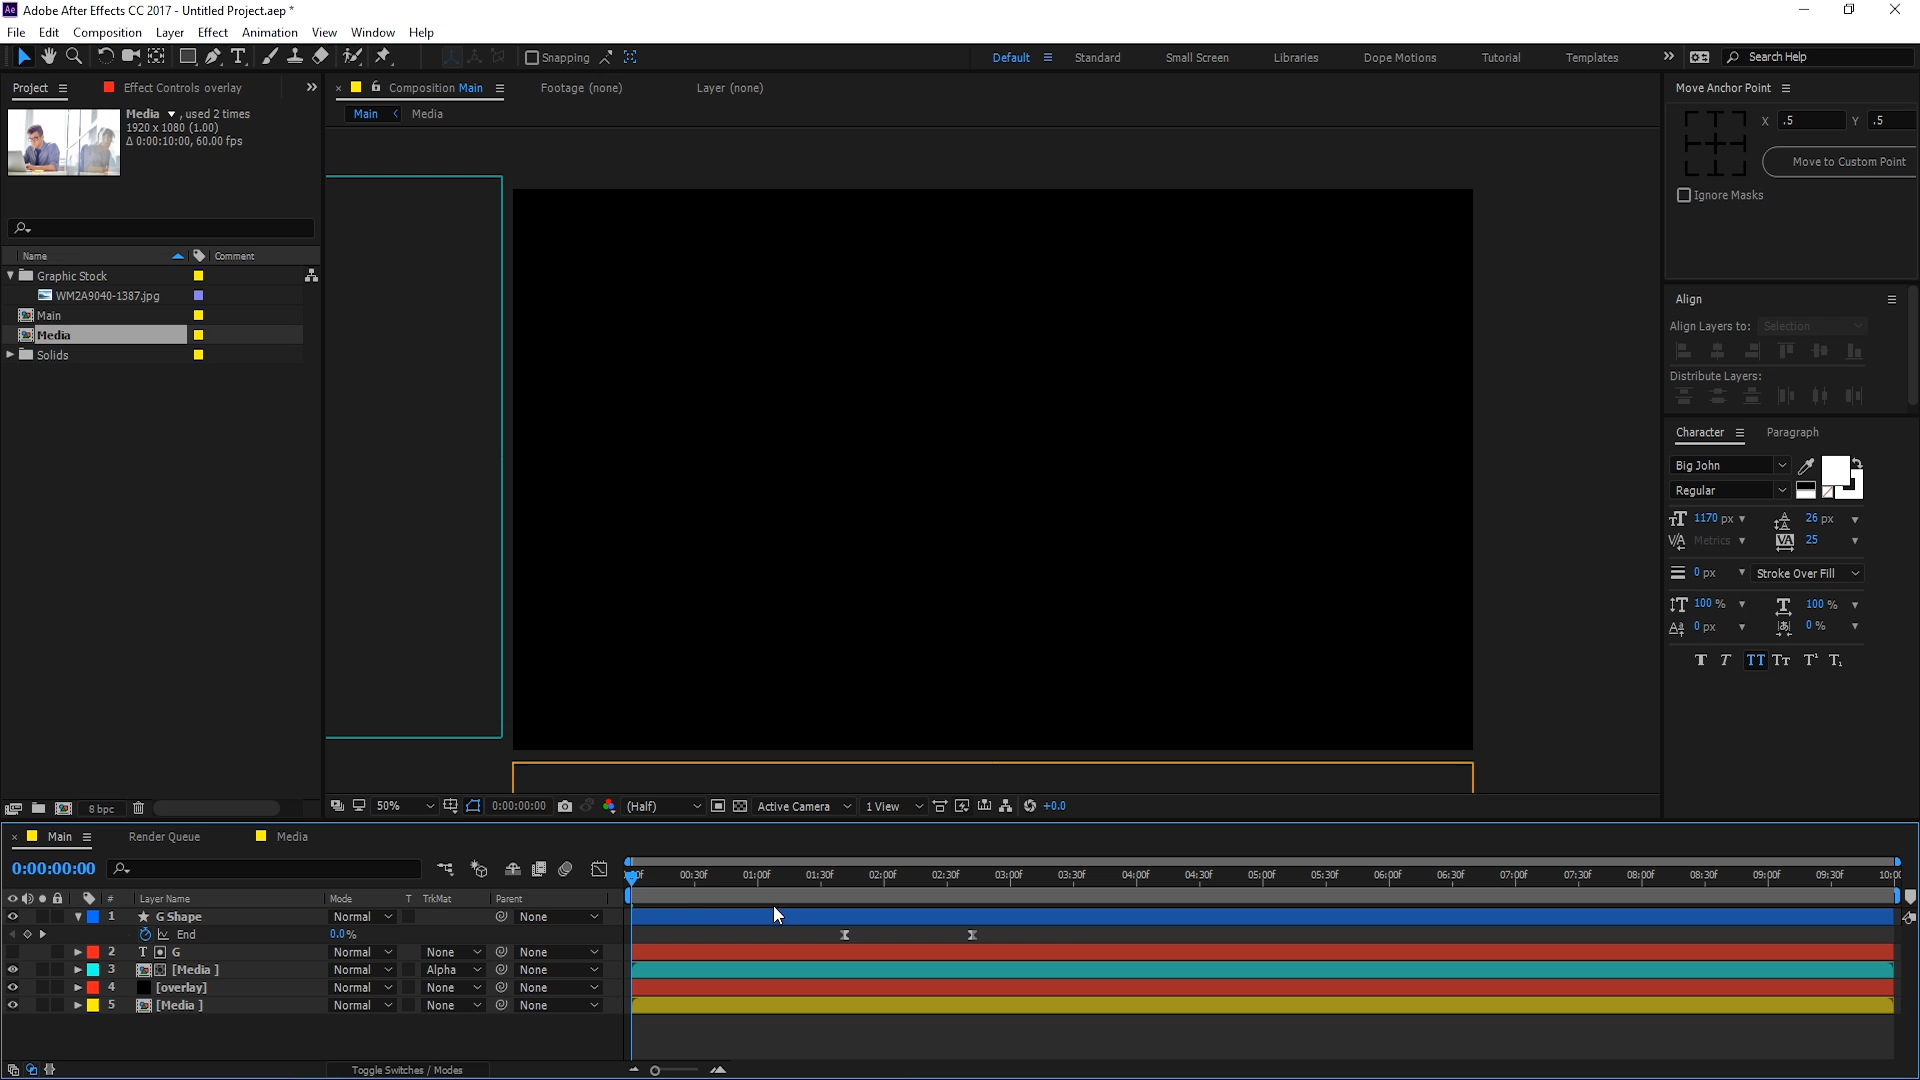 Ae Adobe After Effects CC 2017 - Untitled Project.aep *
File Edit Composition Layer Effect Animation View Window Help
Snapping Default Standard Small Screen Libraries Dope Motions Tutorial Templates Search Help
Project Effect Controls overlay
Media , used 2 times
1920 x 1080 (1.00)
Δ 0:00:10:00, 60.00 fps
Name Comment
Graphic Stock
WM2A9040-1387.jpg
Main
Media
Solids
8 bpc
Composition Main Footage (none) Layer (none)
Main Media
50% 0:00:00:00 (Half) Active Camera 1 View +0.0
Move Anchor Point
X .5 Y .5
Move to Custom Point
Ignore Masks
Align
Align Layers to: Selection
Distribute Layers:
Character Paragraph
Big John
Regular
1170 px 26 px
Metrics 25
0 px Stroke Over Fill
100 % 100 %
0 px 0 %
Main Render Queue Media
0:00:00:00
00:30f 01:00f 01:30f 02:00f 02:30f 03:00f 03:30f 04:00f 04:30f 05:00f 05:30f 06:00f 06:30f 07:00f 07:30f 08:00f 08:30f 09:00f 09:30f
# Layer Name Mode T TrkMat Parent
1 G Shape Normal None
End 0.0%
2 T G Normal None None
3 [Media ] Normal Alpha None
4 [overlay] Normal None None
5 [Media ] Normal None None
Toggle Switches / Modes